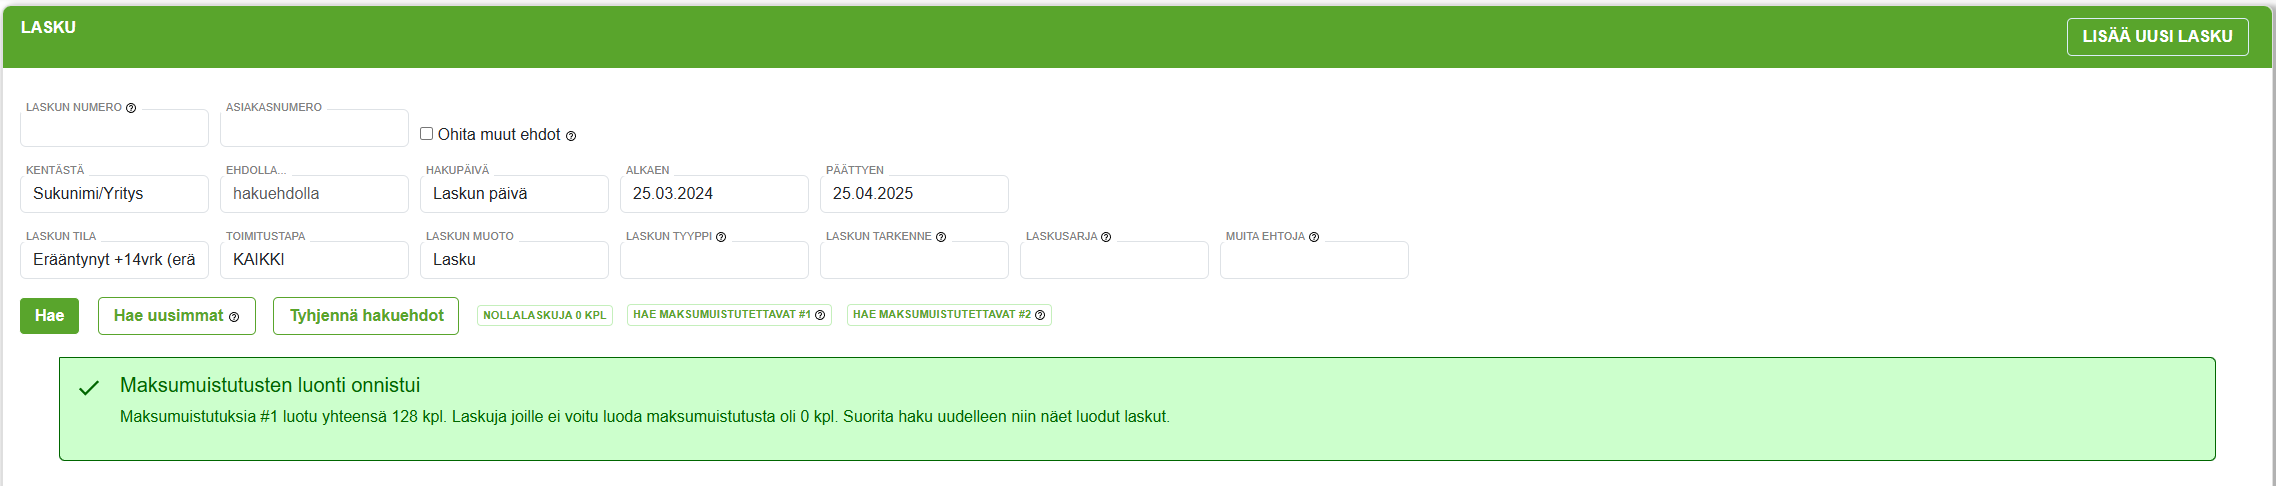 LASKU
LISÄÄ UUSI LASKU
LASKUN NUMERO ASIAKASNUMERO
Ohita muut ehdot
KENTÄSTÄ EHDOLLA... HAKUPÄIVÄ ALKAEN PÄÄTTYEN
Sukunimi/Yritys hakuehdolla Laskun päivä 25.03.2024 25.04.2025
LASKUN TILA TOIMITUSTAPA LASKUN MUOTO LASKUN TYYPPI LASKUN TARKENNE LASKUSARJA MUITA EHTOJA
Erääntynyt +14vrk (erä KAIKKI Lasku
Hae Hae uusimmat Tyhjennä hakuehdot NOLLALASKUJA 0 KPL HAE MAKSUMUISTUTETTAVAT #1 HAE MAKSUMUISTUTETTAVAT #2
Maksumuistutusten luonti onnistui
Maksumuistutuksia #1 luotu yhteensä 128 kpl. Laskuja joille ei voitu luoda maksumuistutusta oli 0 kpl. Suorita haku uudelleen niin näet luodut laskut.